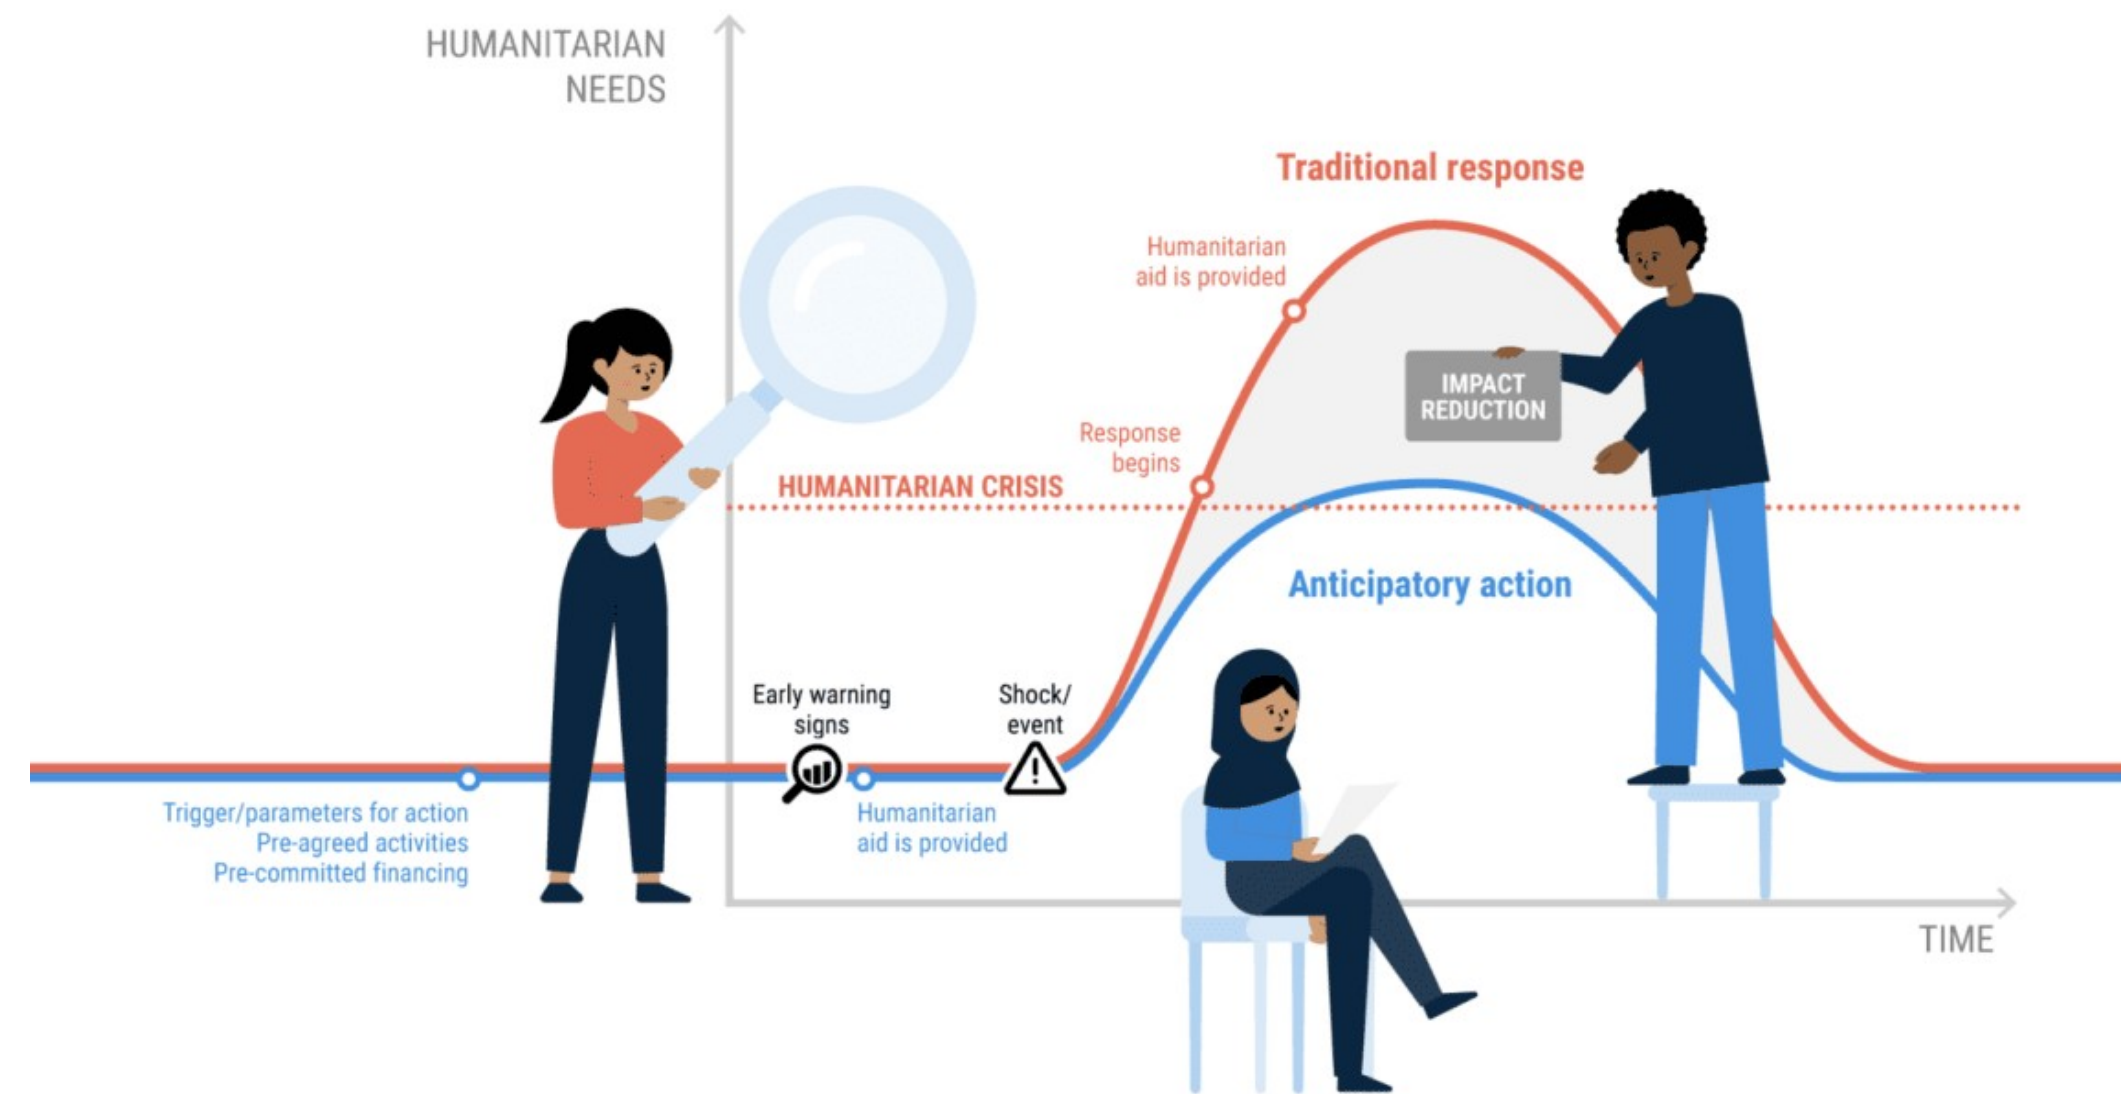 HUMANITARIAN
NEEDS
Traditional response
Humanitarian
aid is provided
IMPACT
REDUCTION
Response
begins
HUMANITARIAN CRISIS
Anticipatory action
Early warning
signs
Shock/
event
Trigger/parameters for action
Pre-agreed activities
Pre-committed financing
Humanitarian
aid is provided
TIME